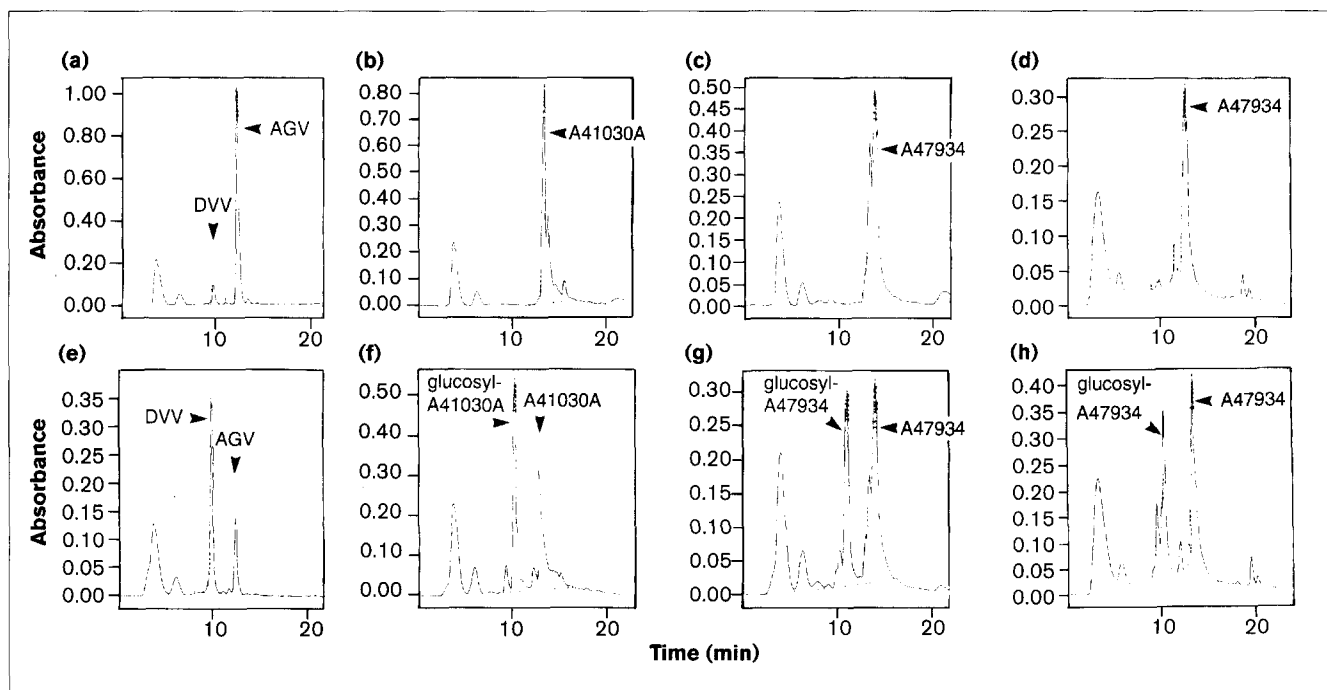 (a)
1.00
0.80
0.60
0.40
0.20
0.00
AGV
DVV
10 20
(b)
0.80
0.70
0.60
0.50
0.40
0.30
0.20
0.10
0.00
A41030A
10 20
(c)
0.50
0.45
0.40
0.35
0.30
0.25
0.20
0.15
0.10
0.05
0.00
A47934
10 20
(d)
0.30
0.25
0.20
0.15
0.10
0.05
0.00
A47934
10 20
Absorbance
(e)
0.35
0.30
0.25
0.20
0.15
0.10
0.05
0.00
DVV
AGV
10 20
(f)
0.50
0.40
0.30
0.20
0.10
0.00
glucosyl-
A41030A
A41030A
10 20
(g)
0.30
0.25
0.20
0.15
0.10
0.05
0.00
glucosyl-
A47934
A47934
10 20
(h)
0.40
0.35
0.30
0.25
0.20
0.15
0.10
0.05
0.00
glucosyl-
A47934
A47934
10 20
Absorbance
Time (min)